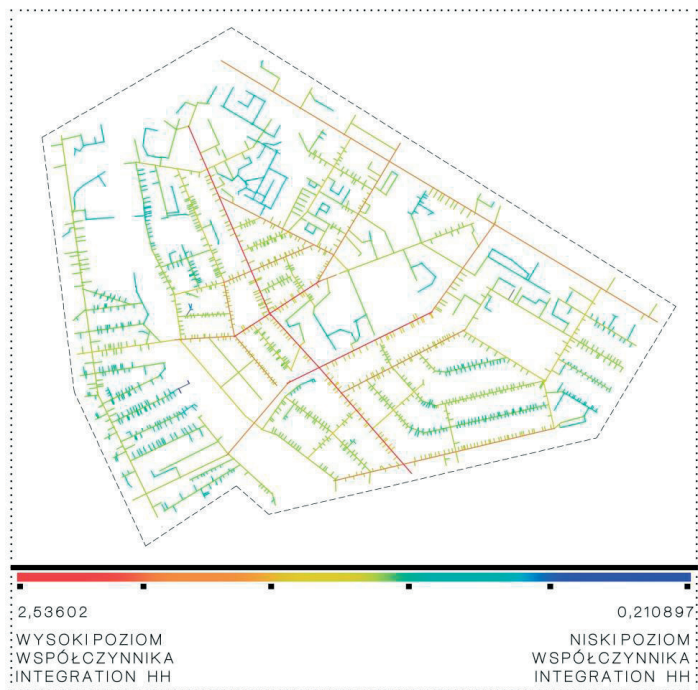 2,53602
0,210897
WYSOKI POZIOM
WSPÓŁCZYNNIKA
INTEGRATION HH
NISKI POZIOM
WSPÓŁCZYNNIKA
INTEGRATION HH